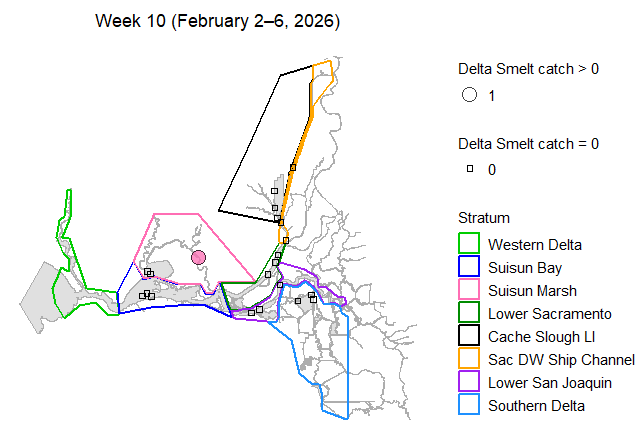 Week 10 (February 2–6, 2026)
Delta Smelt catch > 0
1
Delta Smelt catch = 0
0
Stratum
Western Delta
Suisun Bay
Suisun Marsh
Lower Sacramento
Cache Slough LI
Sac DW Ship Channel
Lower San Joaquin
Southern Delta